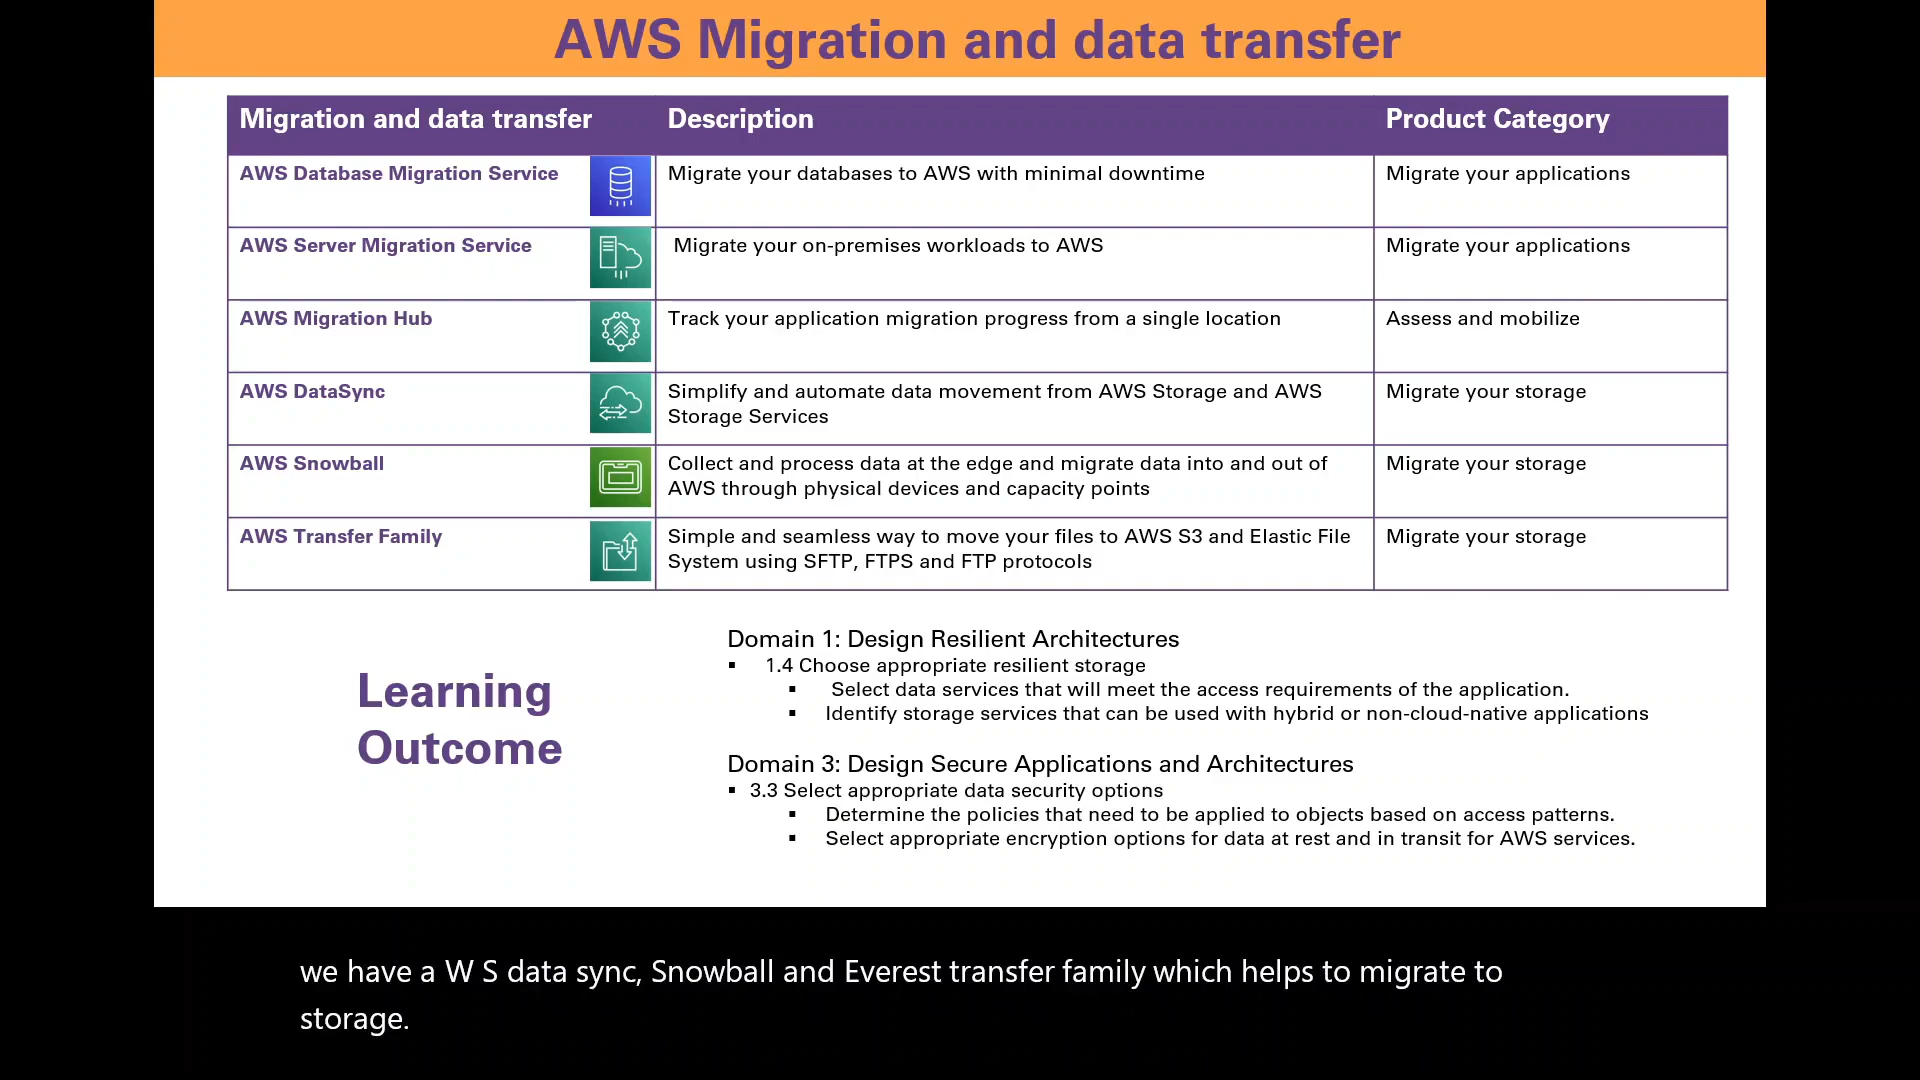 AWS Migration and data transfer
Migration and data transfer
Description
Product Category
AWS Database Migration Service
Migrate your databases to AWS with minimal downtime
Migrate your applications
AWS Server Migration Service
Migrate your on-premises workloads to AWS
Migrate your applications
AWS Migration Hub
Track your application migration progress from a single location
Assess and mobilize
AWS DataSync
Simplify and automate data movement from AWS Storage and AWS
Storage Services
Migrate your storage
AWS Snowball
Collect and process data at the edge and migrate data into and out of
AWS through physical devices and capacity points
Migrate your storage
AWS Transfer Family
Simple and seamless way to move your files to AWS S3 and Elastic File
System using SFTP, FTPS and FTP protocols
Migrate your storage
Learning
Outcome
Domain 1: Design Resilient Architectures
▪ 1.4 Choose appropriate resilient storage
▪ Select data services that will meet the access requirements of the application.
▪ Identify storage services that can be used with hybrid or non-cloud-native applications
Domain 3: Design Secure Applications and Architectures
▪ 3.3 Select appropriate data security options
▪ Determine the policies that need to be applied to objects based on access patterns.
▪ Select appropriate encryption options for data at rest and in transit for AWS services.
we have a W S data sync, Snowball and Everest transfer family which helps to migrate to
storage.